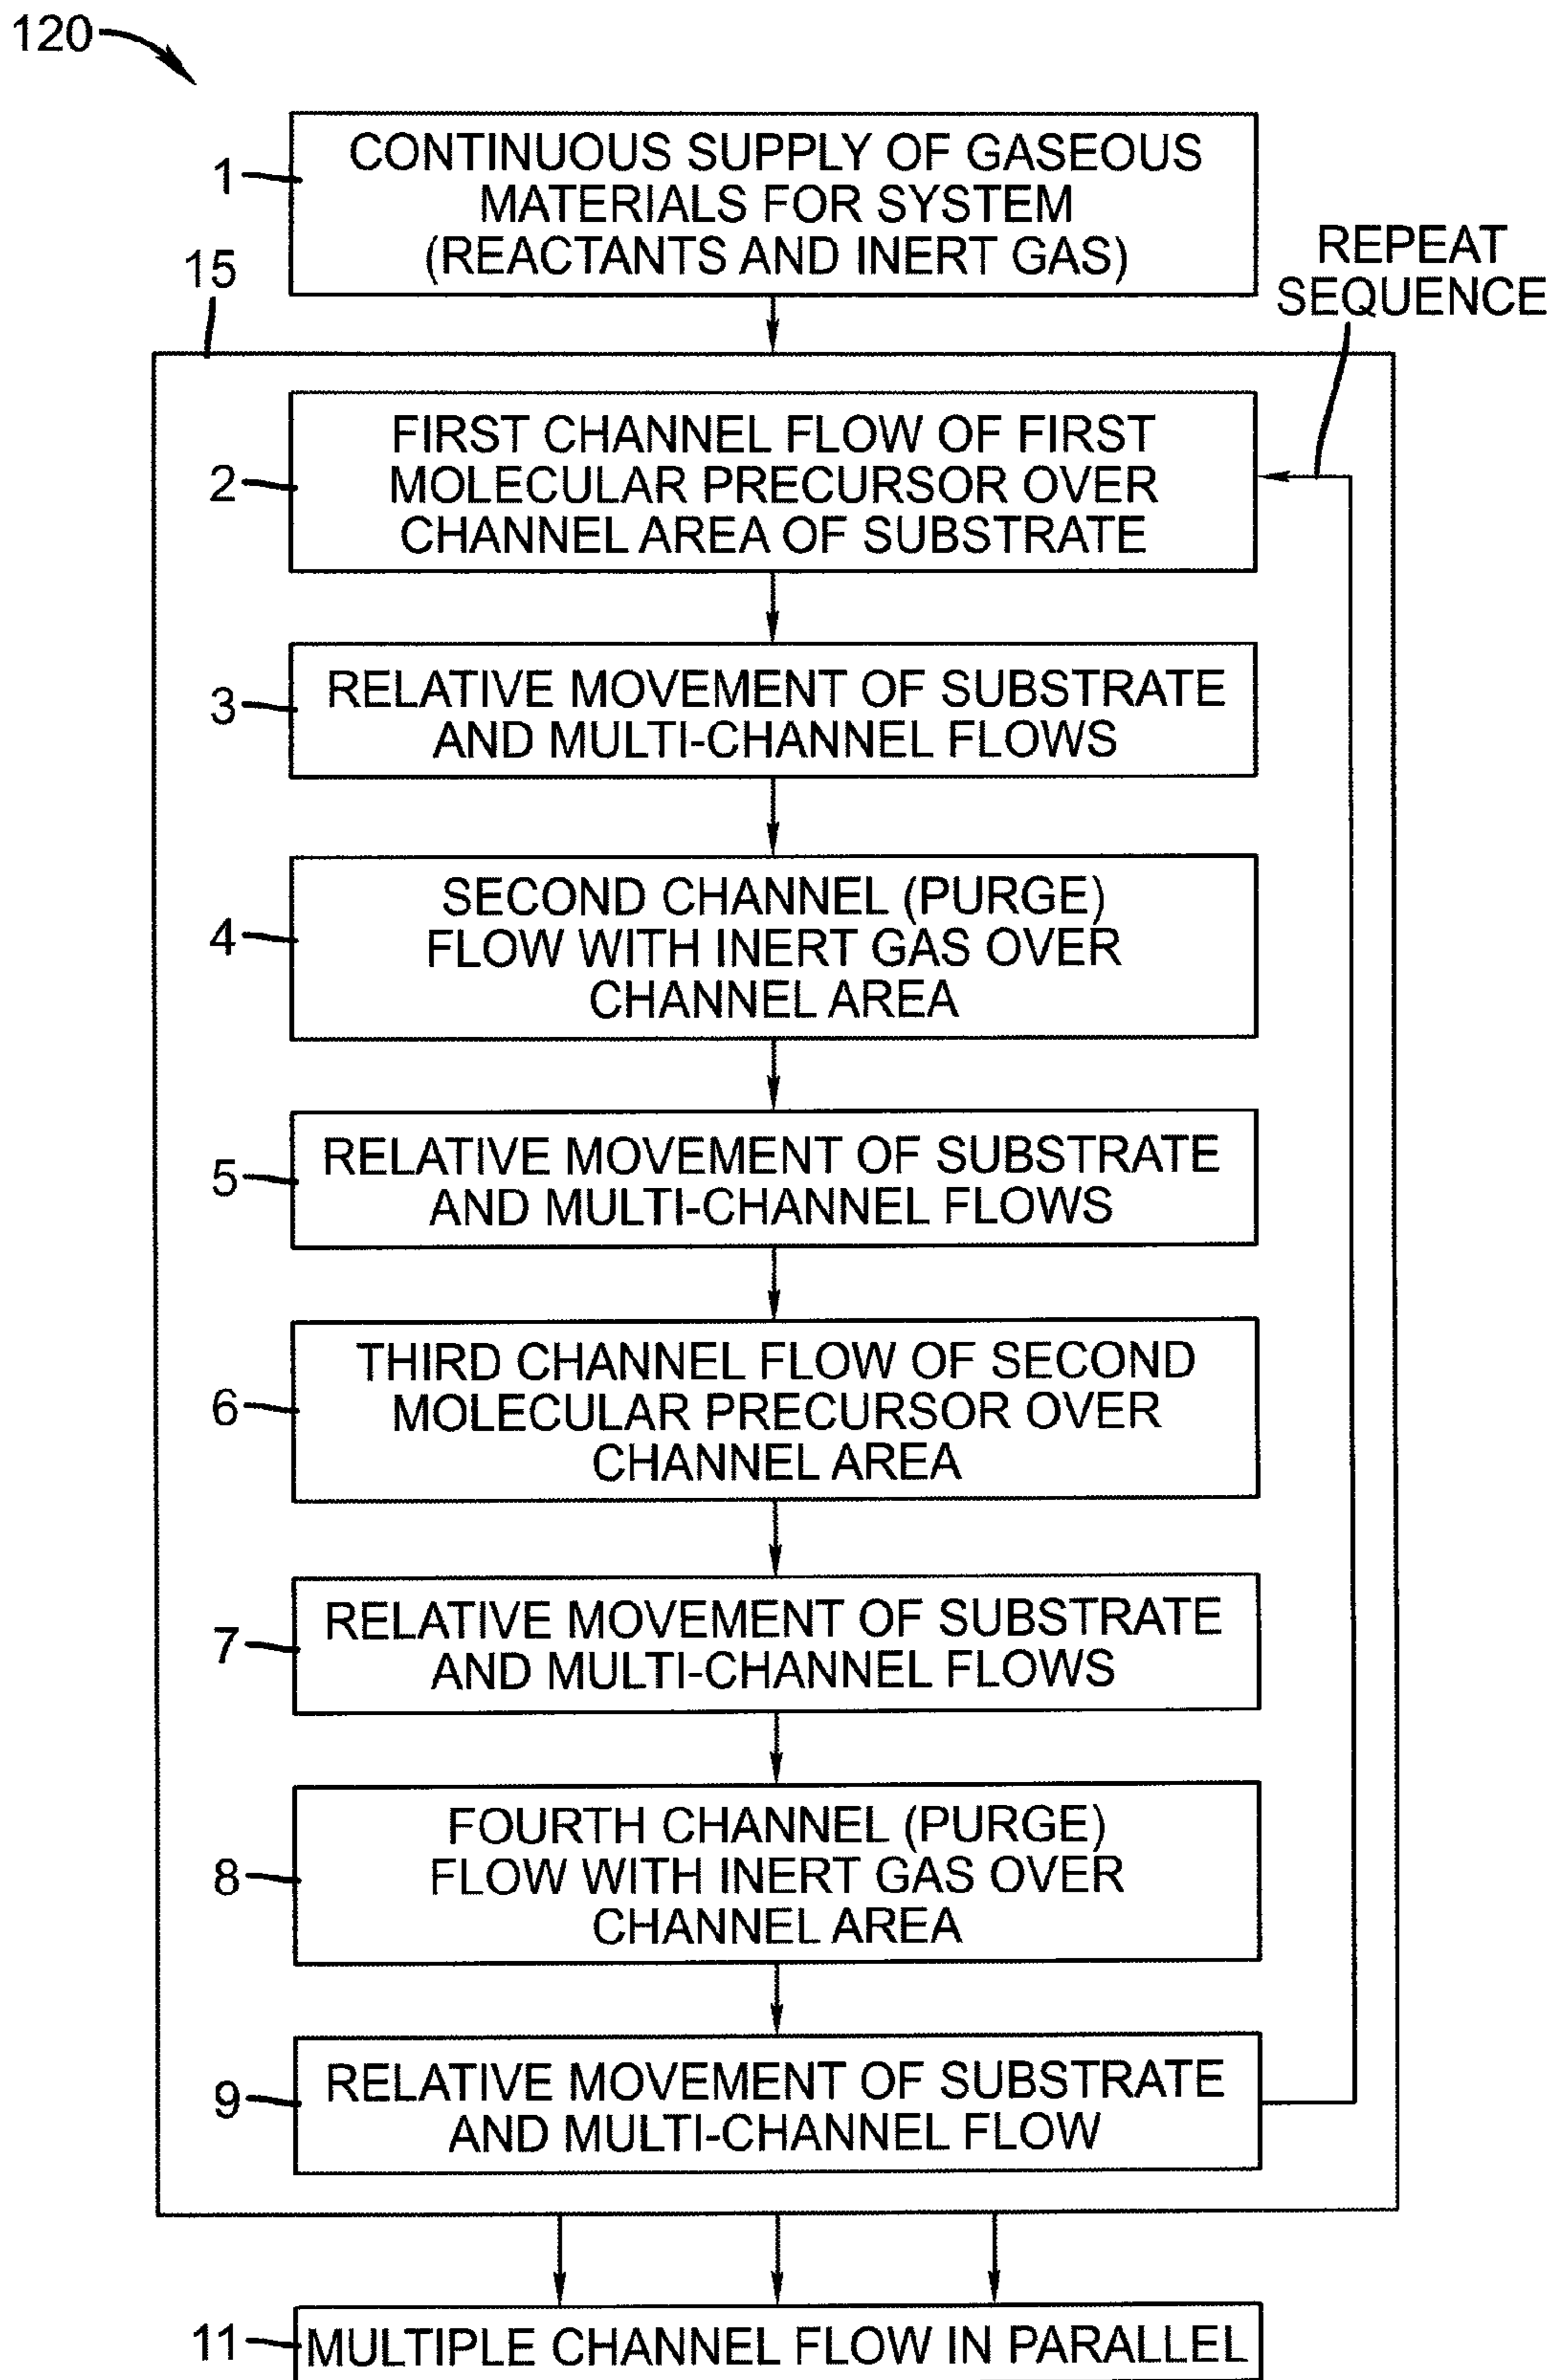 120
1
CONTINUOUS SUPPLY OF GASEOUS
MATERIALS FOR SYSTEM
(REACTANTS AND INERT GAS)
15
REPEAT
SEQUENCE
2
FIRST CHANNEL FLOW OF FIRST
MOLECULAR PRECURSOR OVER
CHANNEL AREA OF SUBSTRATE
3
RELATIVE MOVEMENT OF SUBSTRATE
AND MULTI-CHANNEL FLOWS
4
SECOND CHANNEL (PURGE)
FLOW WITH INERT GAS OVER
CHANNEL AREA
5
RELATIVE MOVEMENT OF SUBSTRATE
AND MULTI-CHANNEL FLOWS
6
THIRD CHANNEL FLOW OF SECOND
MOLECULAR PRECURSOR OVER
CHANNEL AREA
7
RELATIVE MOVEMENT OF SUBSTRATE
AND MULTI-CHANNEL FLOWS
8
FOURTH CHANNEL (PURGE)
FLOW WITH INERT GAS OVER
CHANNEL AREA
9
RELATIVE MOVEMENT OF SUBSTRATE
AND MULTI-CHANNEL FLOW
11
MULTIPLE CHANNEL FLOW IN PARALLEL